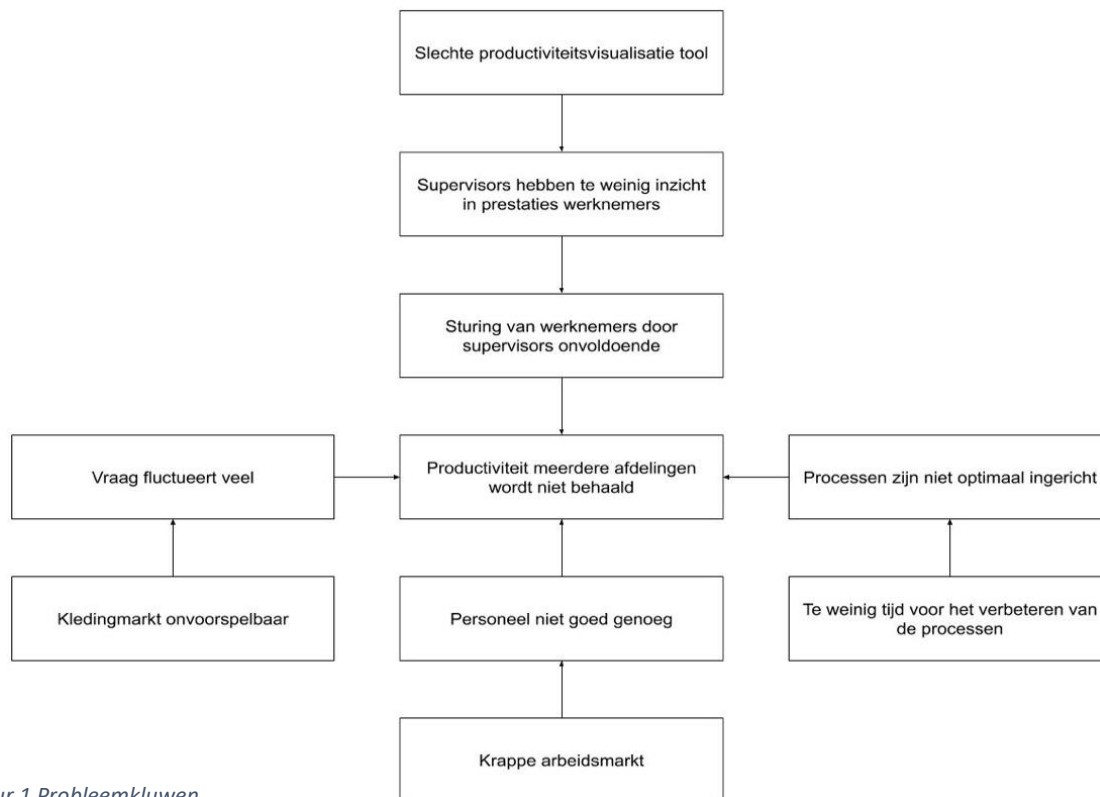 Slechte productiviteitsvisualisatie tool
Supervisors hebben te weinig inzicht
in prestaties werknemers
Sturing van werknemers door
supervisors onvoldoende
Vraag fluctueert veel
Productiviteit meerdere afdelingen
wordt niet behaald
Processen zijn niet optimaal ingericht
Kledingmarkt onvoorspelbaar
Personeel niet goed genoeg
Te weinig tijd voor het verbeteren van
de processen
Krappe arbeidsmarkt
ur 1 Probleemkluwen